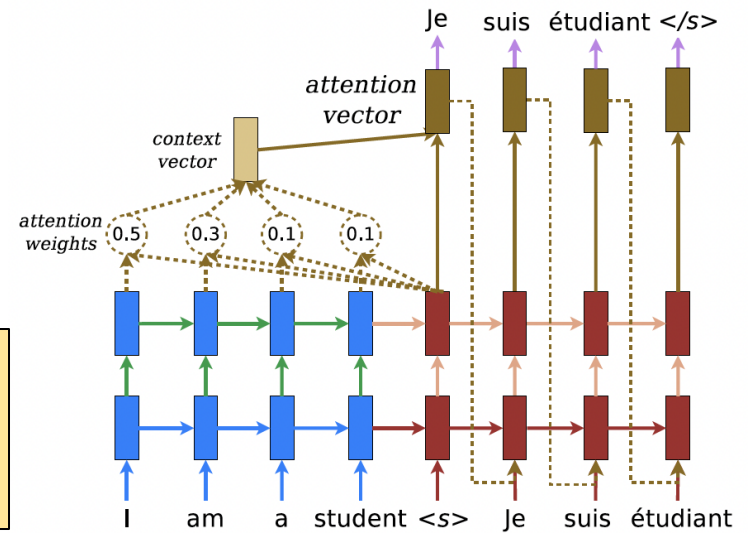 Je suis étudiant </s>
attention
vector
context
vector
attention
weights
0.5 0.3 0.1 0.1
I am a student <s> Je suis étudiant